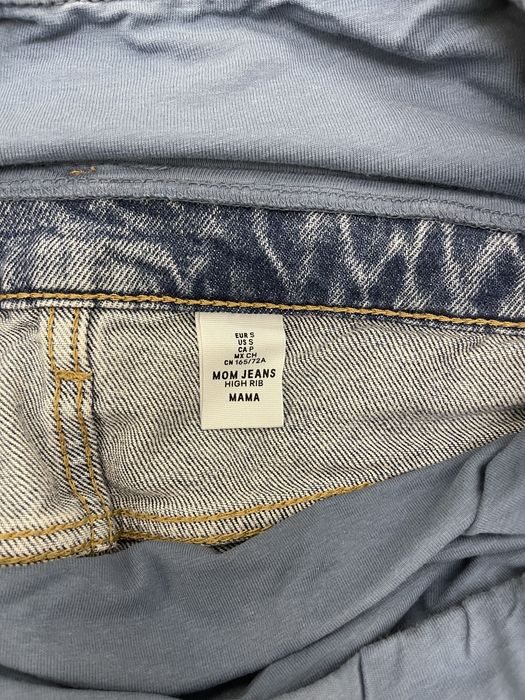 EUR S
US S
CA P
MX CH
CN 165/72A
MOM JEANS
HIGH RIB
MAMA